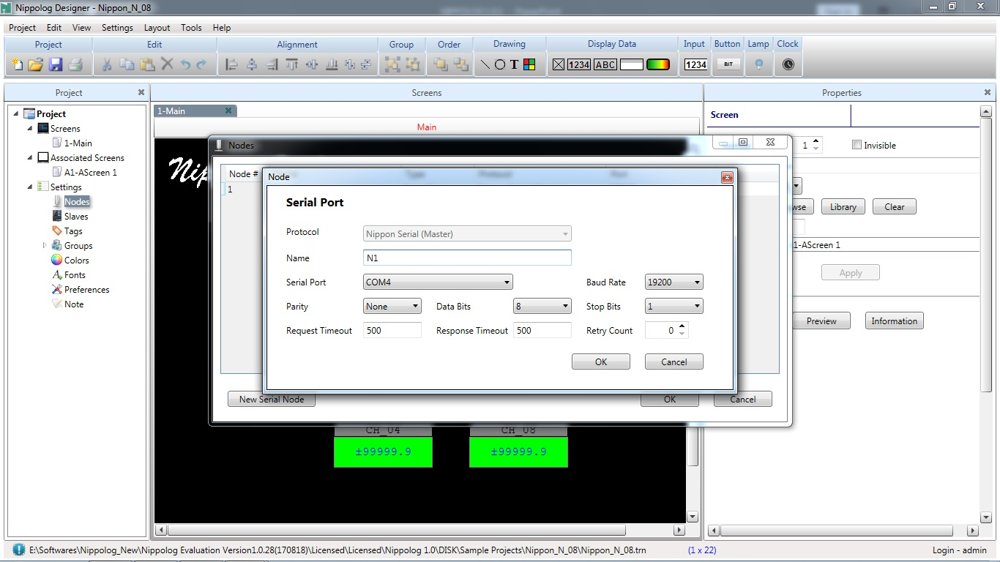 Nippolog Designer - Nippon_N_08
Project Edit View Settings Layout Tools Help
Project Edit Alignment Group Order Drawing Display Data Input Button Lamp Clock
T 1234 ABC 1234 BIT
Project
Screens
Properties
Project
Screens
1-Main
Associated Screens
A1-AScreen 1
Settings
Nodes
Slaves
Tags
Groups
Colors
Fonts
Preferences
Note
1-Main
Main
Nip
Nodes
Node #
1
Node
Serial Port
Protocol Nippon Serial (Master)
Name N1
Serial Port COM4 Baud Rate 19200
Parity None Data Bits 8 Stop Bits 1
Request Timeout 500 Response Timeout 500 Retry Count 0
OK Cancel
New Serial Node OK Cancel
CH_04 CH_08
±99999.9 ±99999.9
Screen
1 Invisible
wse Library Clear
1-AScreen 1
Apply
Preview Information
E:\Softwares\Nippolog_New\Nippolog Evaluation Version1.0.28(170818)\Licensed\Licensed\Nippolog 1.0\DISK\Sample Projects\Nippon_N_08\Nippon_N_08.trn (1 x 22) Login - admin